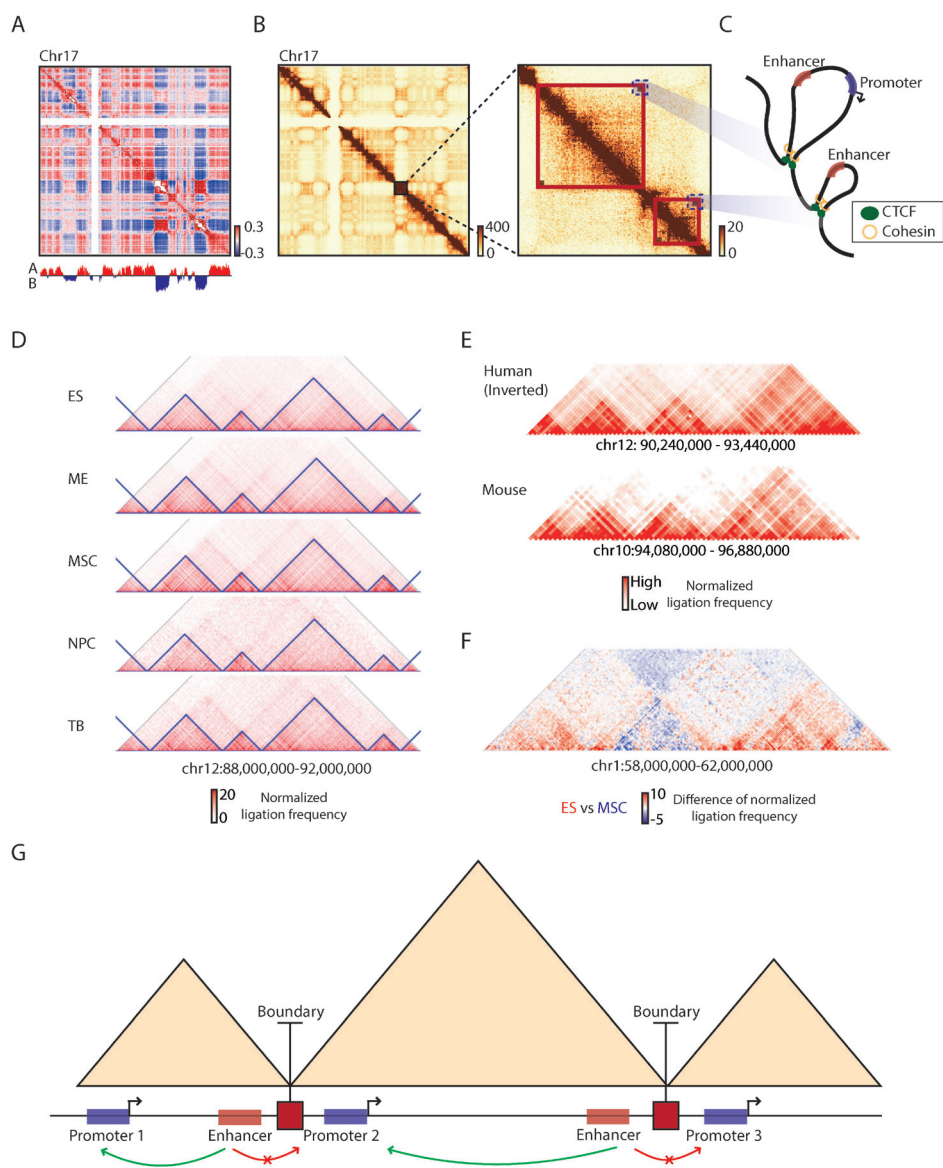 A
B
C
Chr17
Chr17
Enhancer
Promoter
Enhancer
CTCF
Cohesin
0.3
-0.3
A
B
400
0
20
0
D
ES
ME
MSC
NPC
TB
chr12:88,000,000-92,000,000
20
0
Normalized
ligation frequency
E
Human
(Inverted)
chr12: 90,240,000 - 93,440,000
Mouse
chr10:94,080,000 - 96,880,000
High
Low
Normalized
ligation frequency
F
chr1:58,000,000-62,000,000
ES vs MSC
10
-5
Difference of normalized
ligation frequency
G
Boundary
Boundary
Promoter 1
Enhancer
Promoter 2
Enhancer
Promoter 3